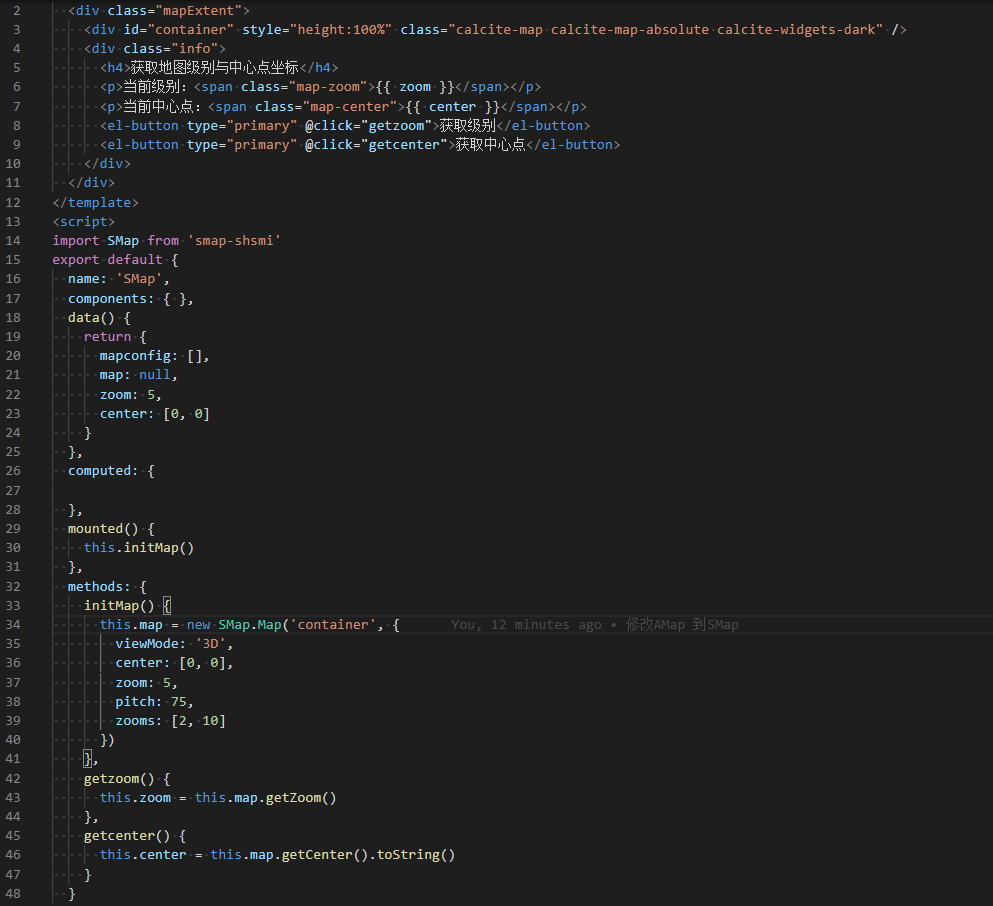 2 <div class="mapExtent">
3 <div id="container" style="height:100%" class="calcite-map calcite-map-absolute calcite-widgets-dark" />
4 <div class="info">
5 <h4>获取地图级别与中心点坐标</h4>
6 <p>当前级别：<span class="map-zoom">{{ zoom }}</span></p>
7 <p>当前中心点：<span class="map-center">{{ center }}</span></p>
8 <el-button type="primary" @click="getzoom">获取级别</el-button>
9 <el-button type="primary" @click="getcenter">获取中心点</el-button>
10 </div>
11 </div>
12 </template>
13 <script>
14 import SMap from 'smap-shsmi'
15 export default {
16 name: 'SMap',
17 components: { },
18 data() {
19 return {
20 mapconfig: [],
21 map: null,
22 zoom: 5,
23 center: [0, 0]
24 }
25 },
26 computed: {
27
28 },
29 mounted() {
30 this.initMap()
31 },
32 methods: {
33 initMap() {
34 this.map = new SMap.Map('container', { You, 12 minutes ago • 修改AMap 到SMap
35 viewMode: '3D',
36 center: [0, 0],
37 zoom: 5,
38 pitch: 75,
39 zooms: [2, 10]
40 })
41 },
42 getzoom() {
43 this.zoom = this.map.getZoom()
44 },
45 getcenter() {
46 this.center = this.map.getCenter().toString()
47 }
48 }